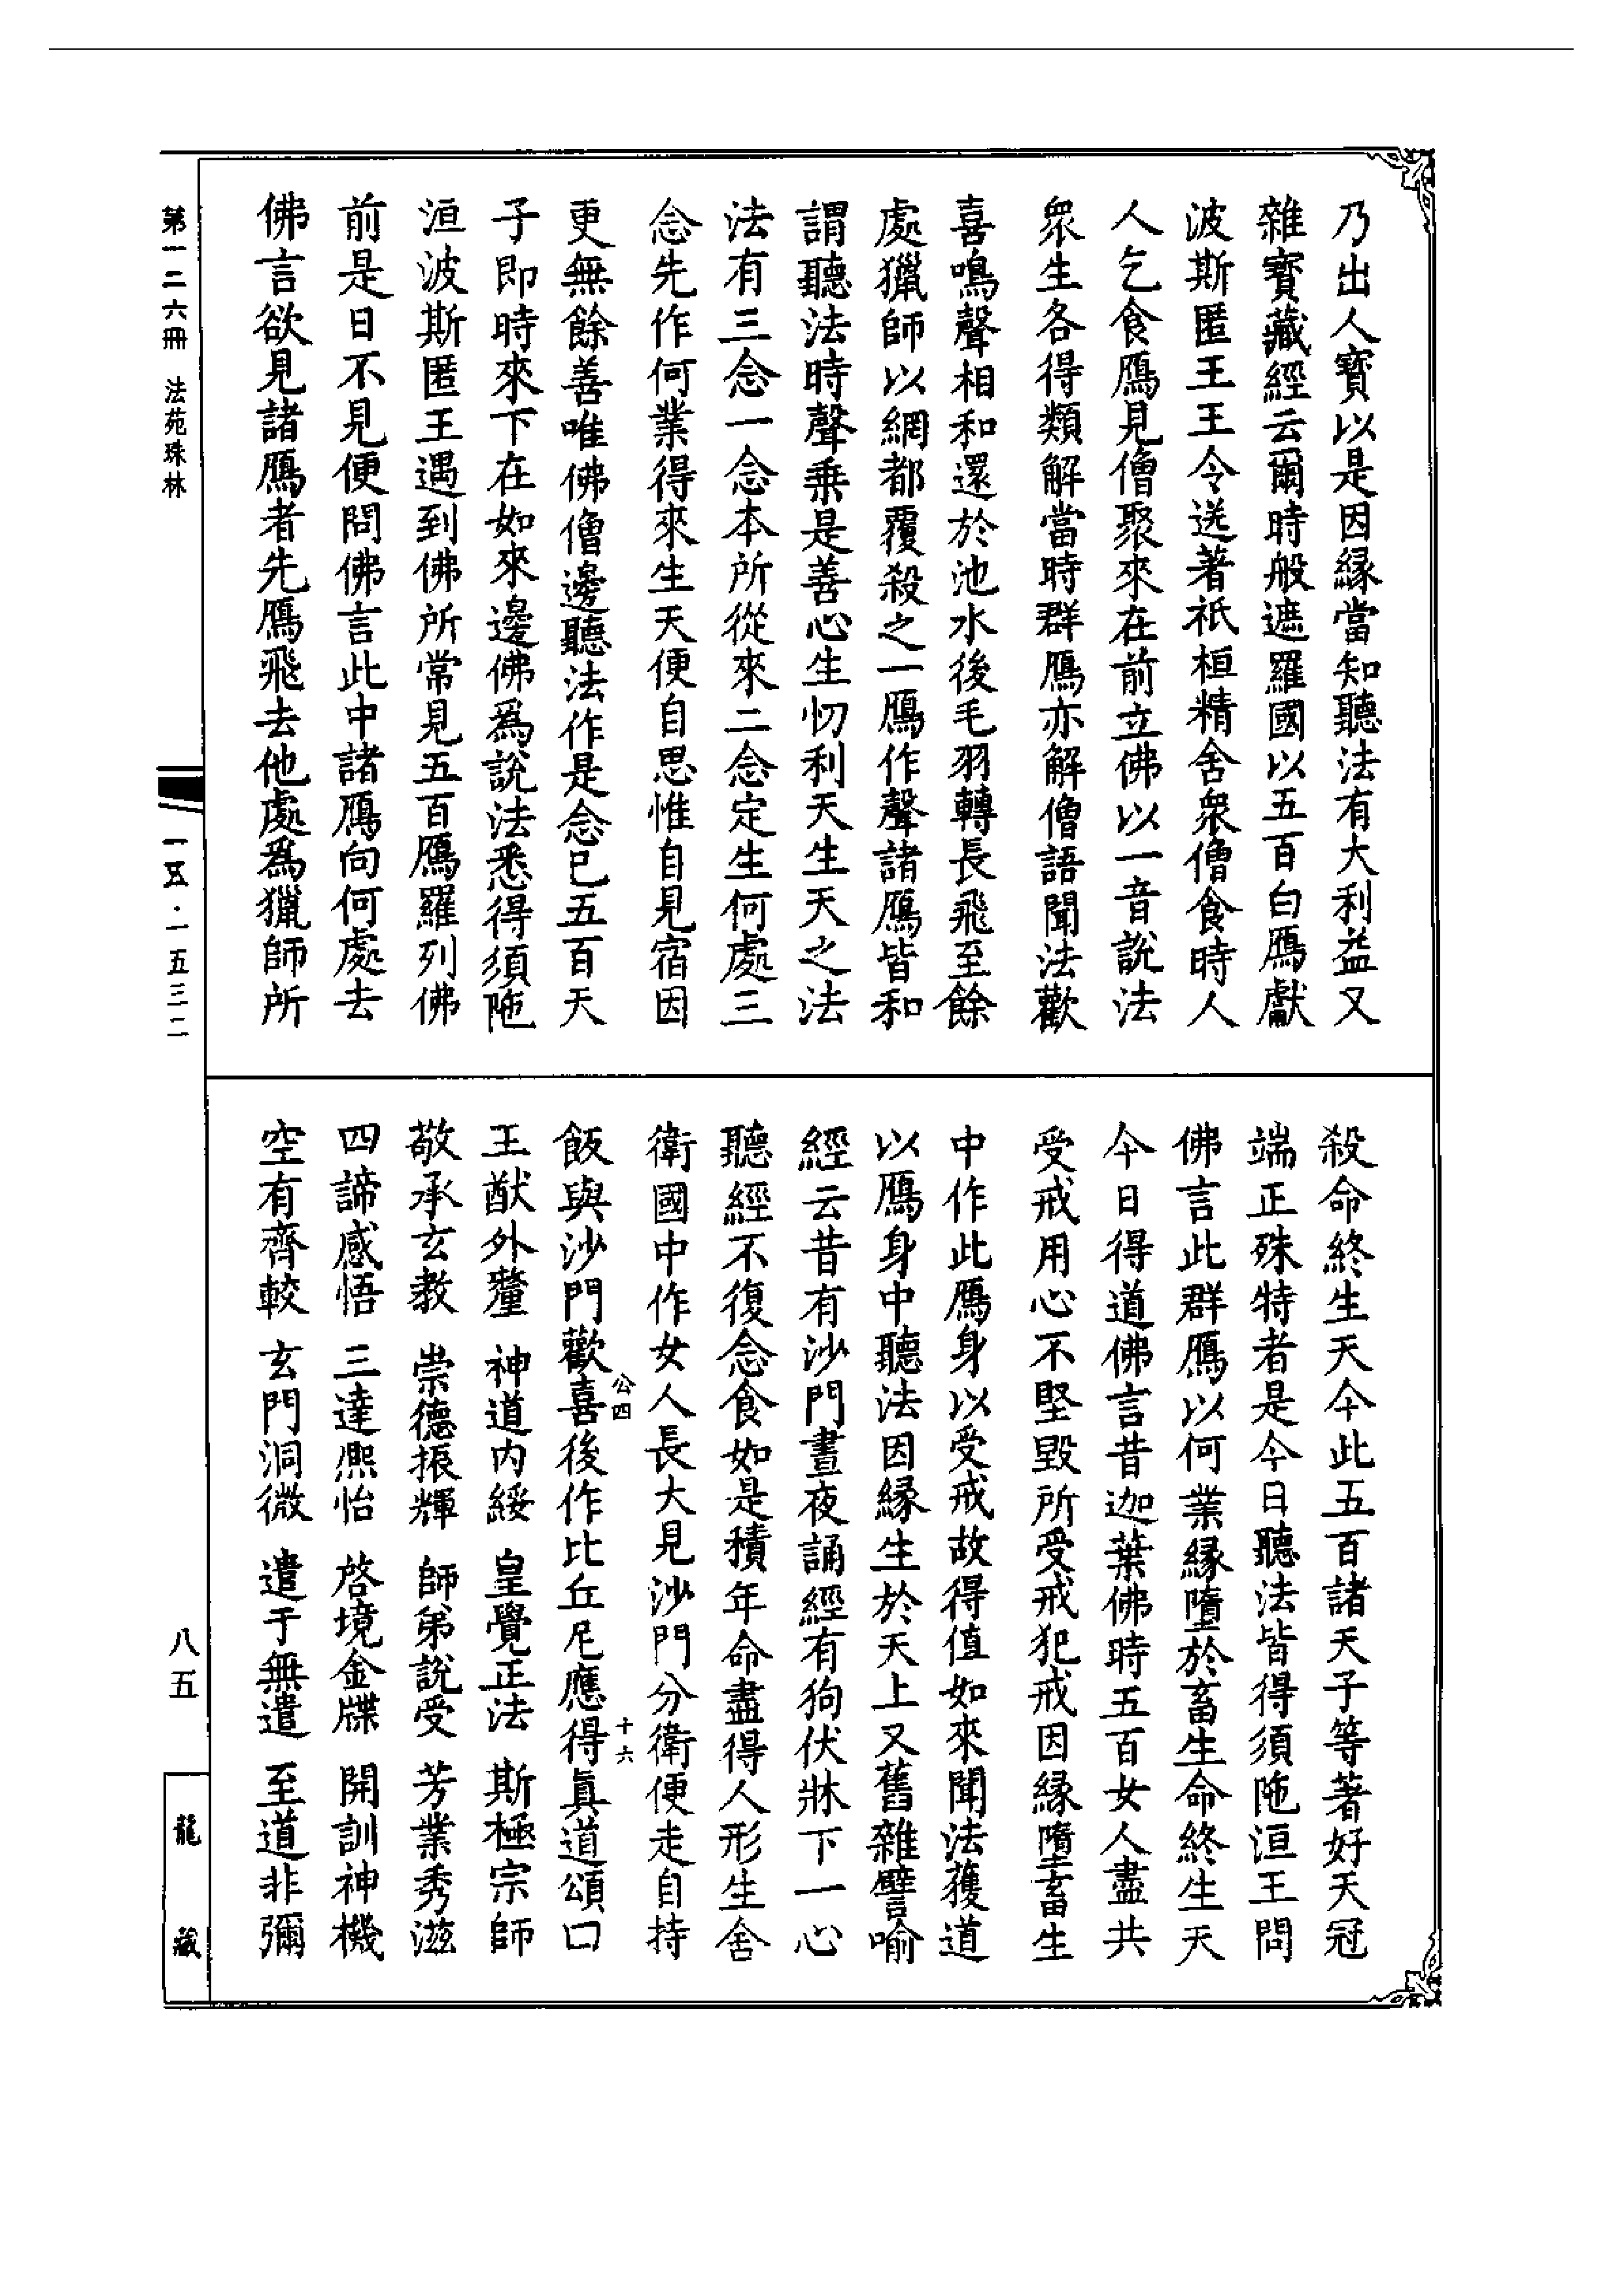 乃出人寶以是因緣當知聽法有大利益又
雜寶藏經云爾時般遮羅國以五百白鴈獻
波斯匿王王令送著祇桓精舍衆僧食時人
人乞食鴈見僧聚來在前立佛以一音說法
衆生各得類解當時群鴈亦解僧語聞法歡
喜鳴聲相和還於池水後毛羽轉長飛至餘
處獵師以網都覆殺之一鴈作聲諸鴈皆和
謂聽法時聲乗是善心生忉利天生天之法
法有三念一念本所從來二念定生何處三
念先作何業得來生天便自思惟自見宿因
更無餘善唯佛僧邊聽法作是念已五百天
子即時來下在如來邊佛為說法悉得須陁
洹波斯匿王遇到佛所常見五百鴈羅列佛
前是日不見便問佛言此中諸鴈向何處去
佛言欲見諸鴈者先鴈飛去他處為獵師所
殺命終生天今此五百諸天子等著好天冠
端正殊特者是今日聽法皆得須陁洹王問
佛言此群鴈以何業緣墮於畜生命終生天
今日得道佛言昔迦葉佛時五百女人盡共
受戒用心不堅毀所受戒犯戒因緣墮畜生
中作此鴈身以受戒故得值如來聞法獲道
以鴈身中聽法因緣生於天上又舊雜譬喻
經云昔有沙門晝夜誦經有狗伏牀下一心
聽經不復念食如是積年命盡得人形生舍
衛國中作女人長大見沙門分衛便走自持
飯與沙門歡喜後作比丘尼應得眞道頌曰
公四
十六
王猷外釐 神道内綏 皇覺正法 斯極宗師
敬承玄教 崇德振輝 師弟說受 芳業秀滋
四諦感悟 三達熈怡 啓境金牒 開訓神機
空有齊較 玄門洞微 遣于無遣 至道非彌
第一二六冊 法苑珠林
一五·一五三二
八五
龍藏